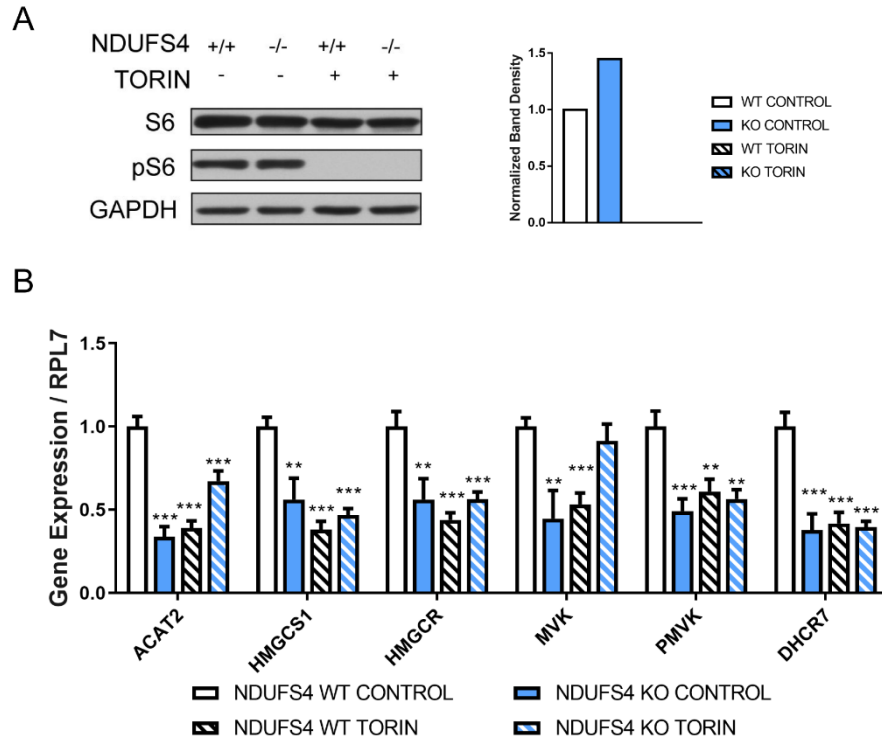 A
NDUFS4 +/+ -/- +/+ -/-
TORIN - - + +
S6
pS6
GAPDH
Normalized Band Density
1.5
1.0
0.5
0.0
WT CONTROL
KO CONTROL
WT TORIN
KO TORIN
B
Gene Expression / RPL7
1.5
1.0
0.5
0.0
*** *** ***
** *** ***
** *** ***
** ***
*** ** **
*** *** ***
ACAT2 HMGCS1 HMGCR MVK PMVK DHCR7
NDUFS4 WT CONTROL NDUFS4 KO CONTROL
NDUFS4 WT TORIN NDUFS4 KO TORIN